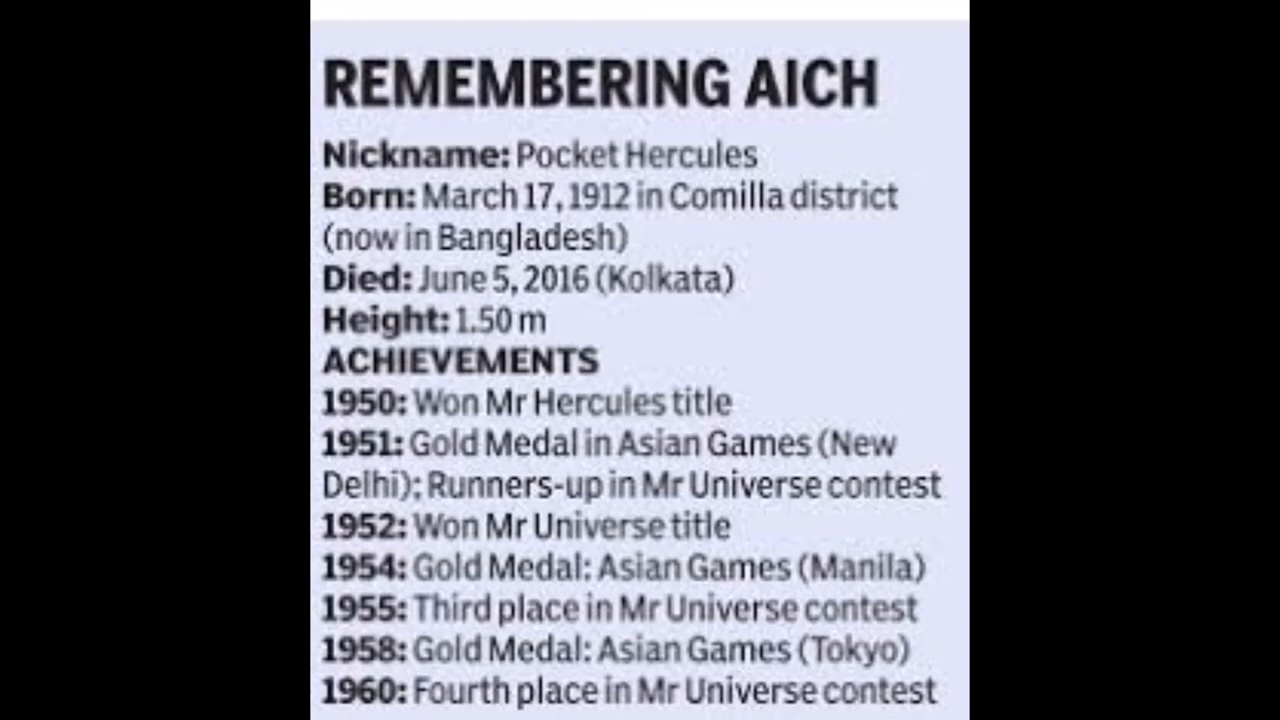 REMEMBERING AICH
Nickname: Pocket Hercules
Born: March 17, 1912 in Comilla district
(now in Bangladesh)
Died: June 5, 2016 (Kolkata)
Height: 1.50 m
ACHIEVEMENTS
1950: Won Mr Hercules title
1951: Gold Medal in Asian Games (New
Delhi); Runners-up in Mr Universe contest
1952: Won Mr Universe title
1954: Gold Medal: Asian Games (Manila)
1955: Third place in Mr Universe contest
1958: Gold Medal: Asian Games (Tokyo)
1960: Fourth place in Mr Universe contest